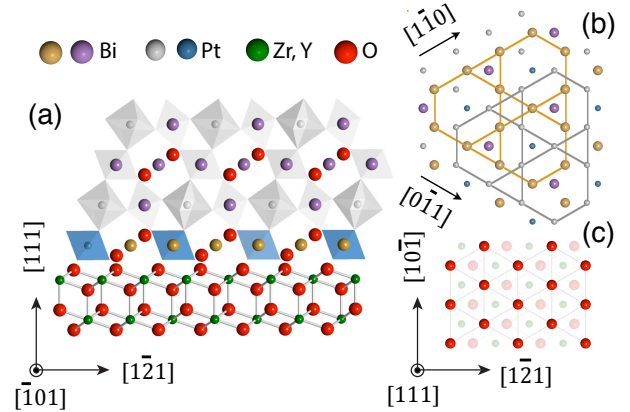 Bi Pt Zr, Y O
(a)
(b)
[11̄0]
[01̄1]
(c)
[111]
[1̄01]
[12̄1]
[101̄]
[111]
[12̄1]